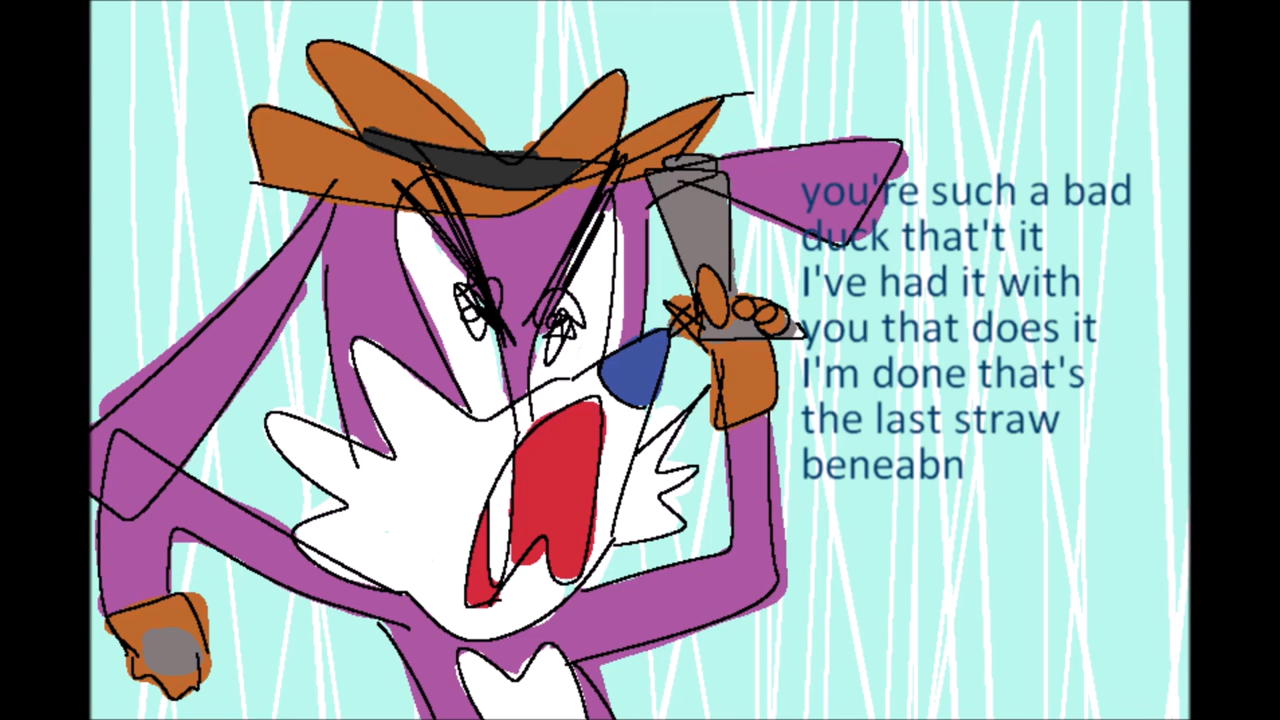 you're such a bad
duck that't it
I've had it with
you that does it
I'm done that's
the last straw
beneabn